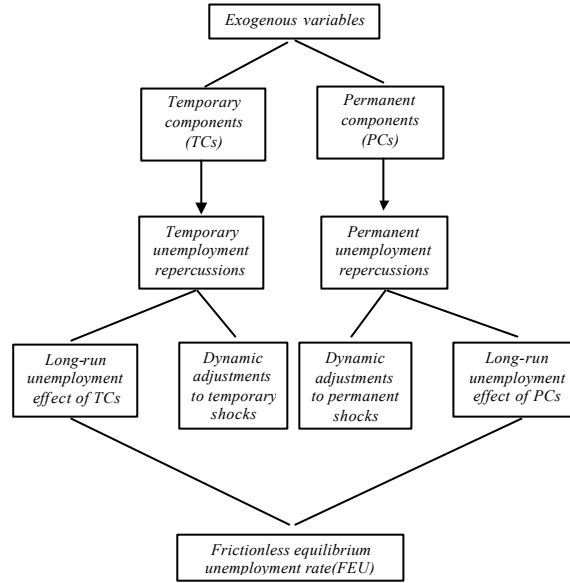 Exogenous variables
Temporary
components
(TCs)
Permanent
components
(PCs)
Temporary
unemployment
repercussions
Permanent
unemployment
repercussions
Long-run
unemployment
effect of TCs
Dynamic
adjustments
to temporary
shocks
Dynamic
adjustments
to permanent
shocks
Long-run
unemployment
effect of PCs
Frictionless equilibrium
unemployment rate(FEU)